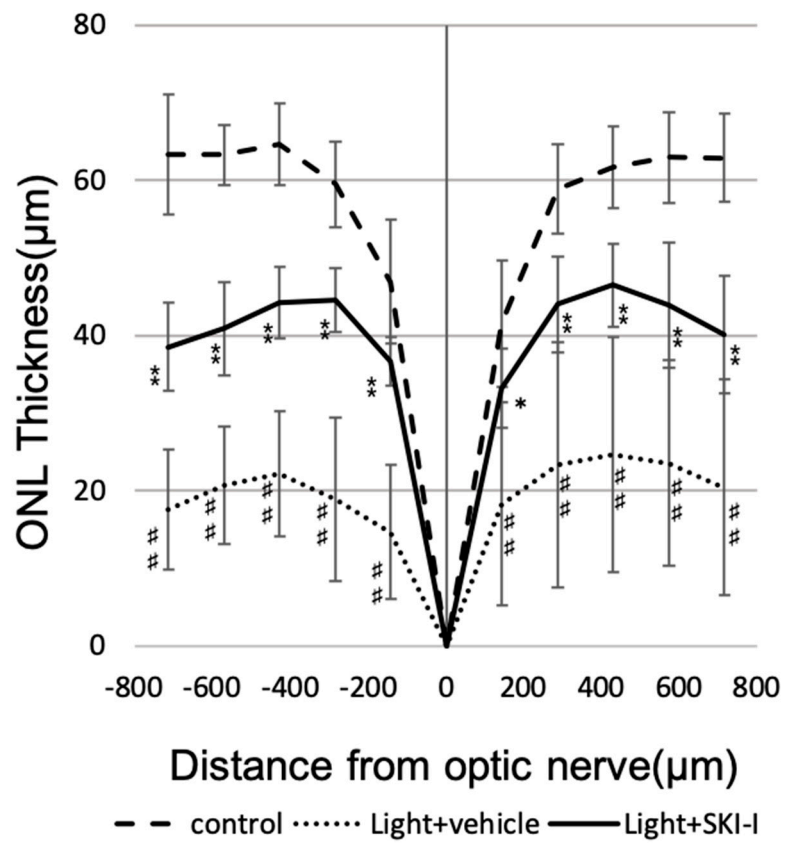 80
60
40
20
0
ONL Thickness(µm)
** ** ** ** ** * ** ** ** **
♯♯ ♯♯ ♯♯ ♯♯ ♯♯ ♯♯ ♯♯ ♯♯ ♯♯ ♯♯
-800 -600 -400 -200 0 200 400 600 800
Distance from optic nerve(µm)
control Light+vehicle Light+SKI-I